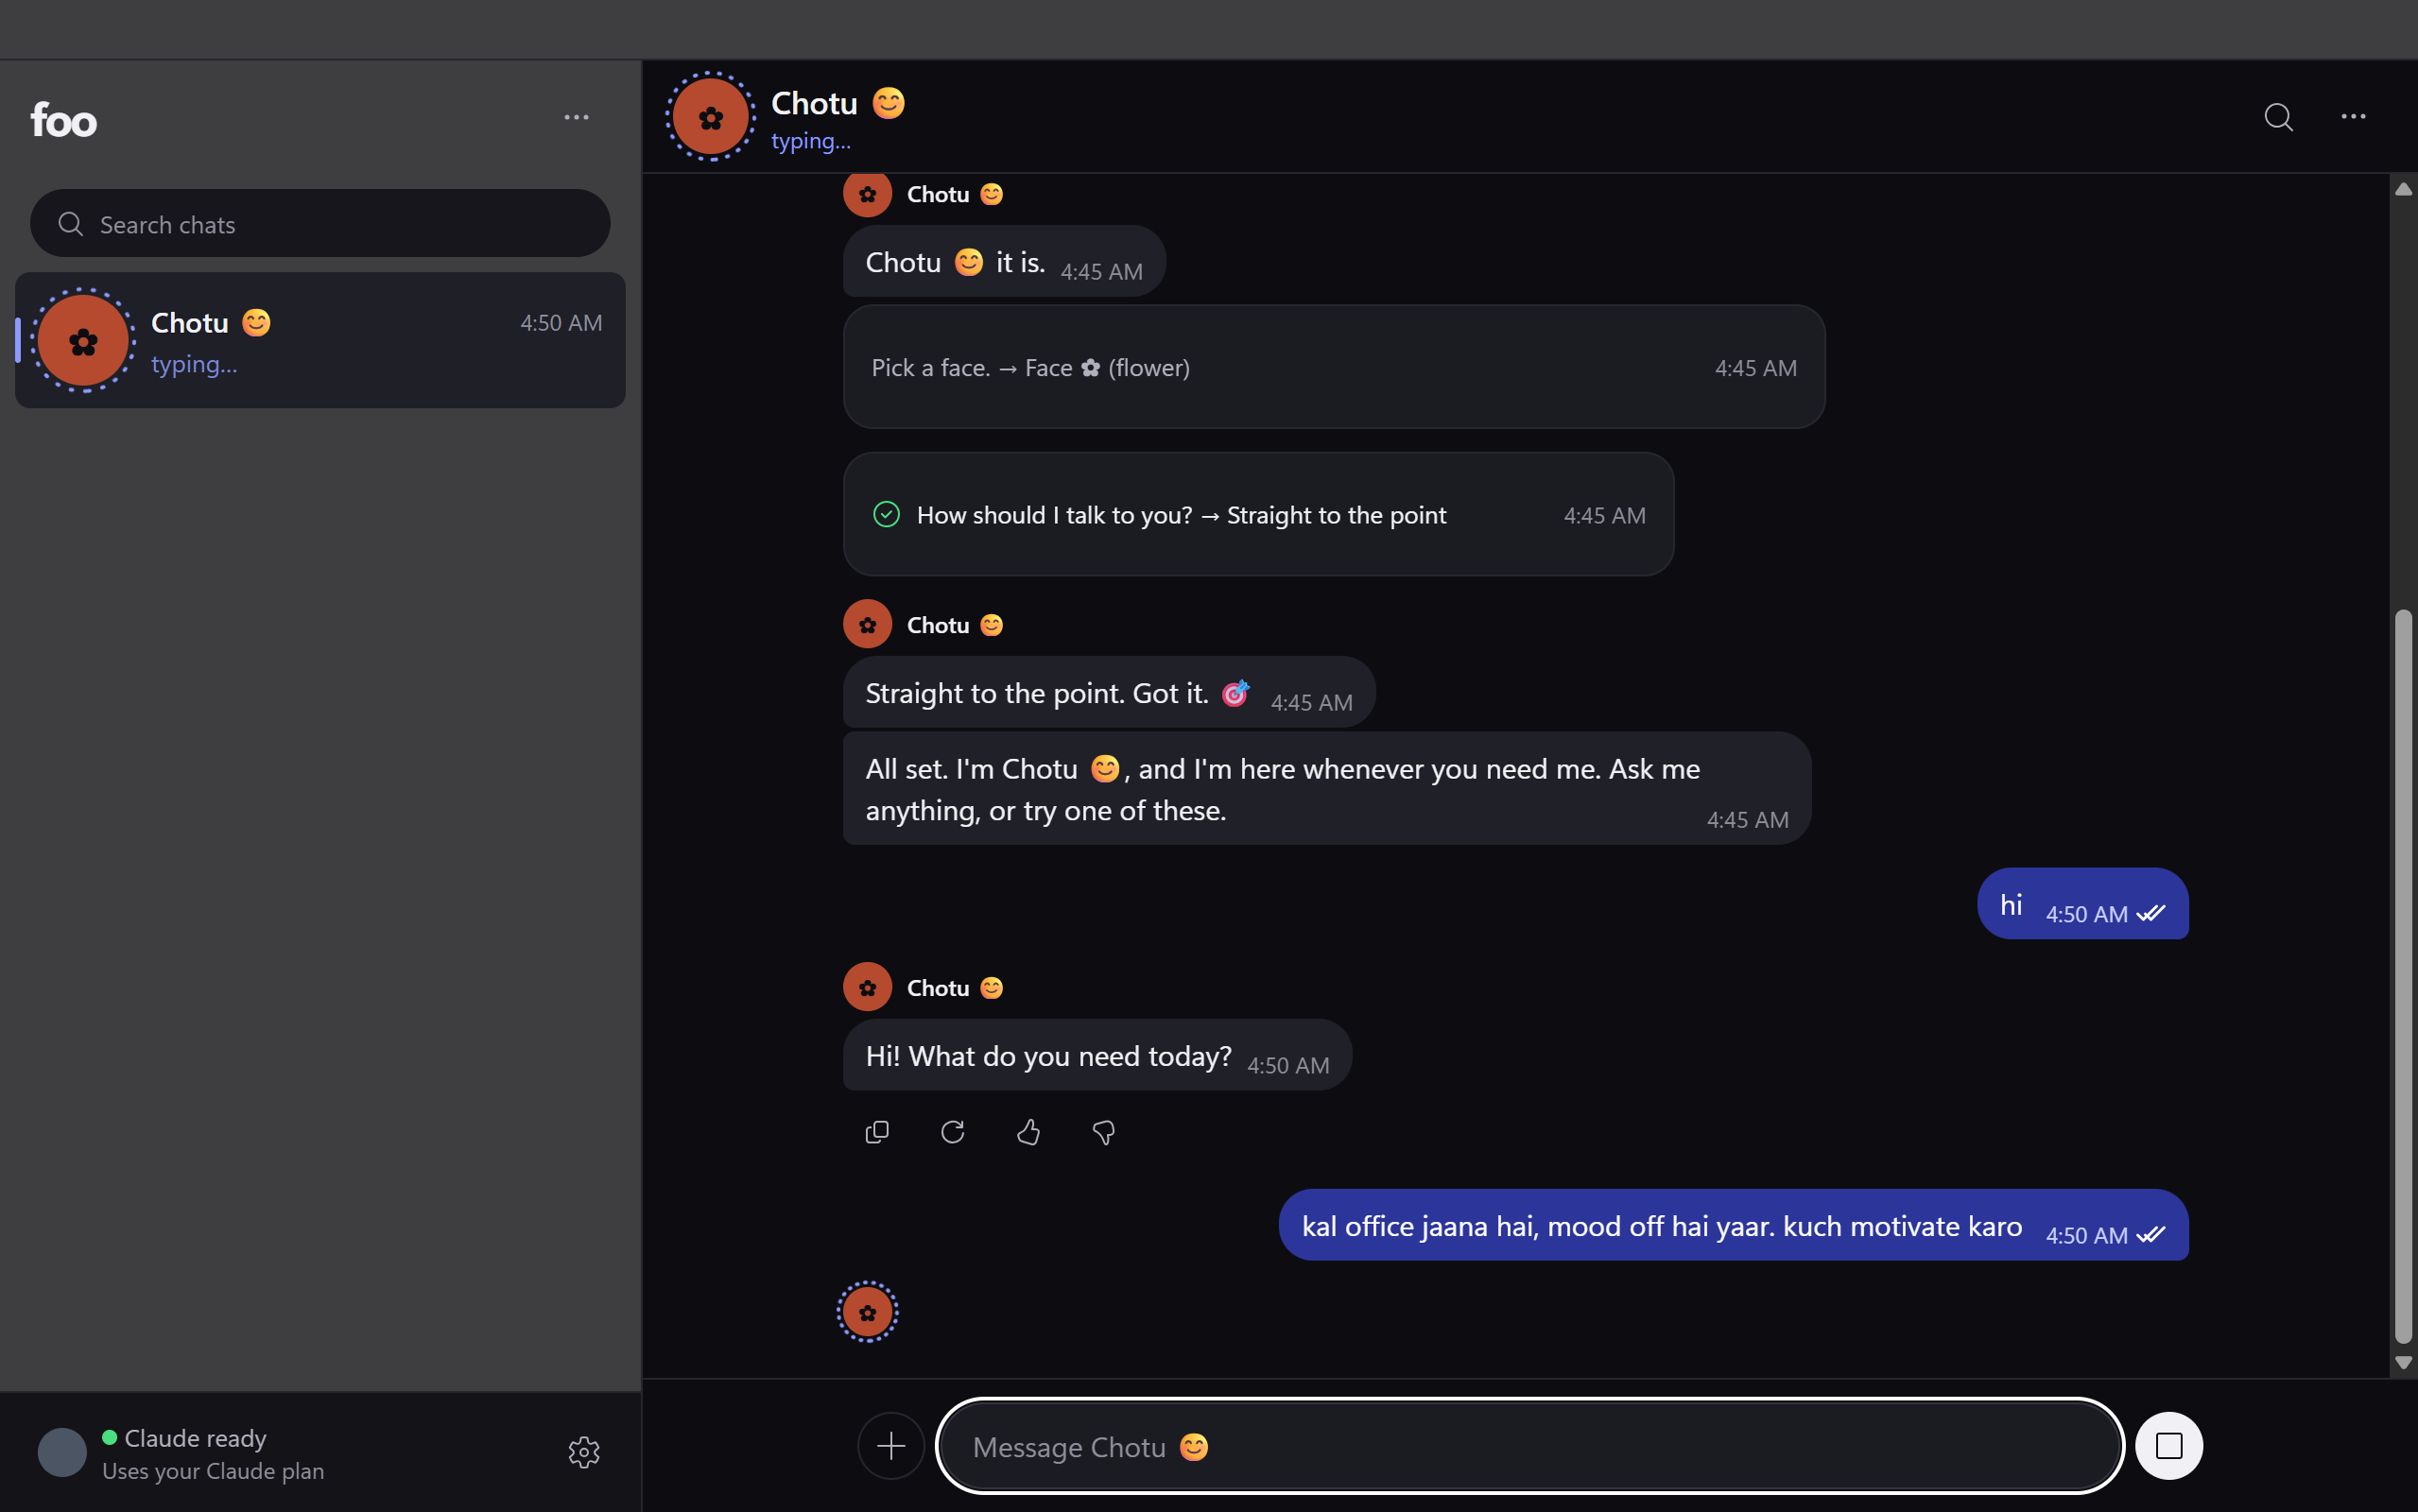 foo
Search chats
Chotu 😊 4:50 AM
typing...
Claude ready
Uses your Claude plan
Chotu 😊
typing...
Chotu 😊
Chotu 😊 it is. 4:45 AM
Pick a face. → Face ✿ (flower) 4:45 AM
How should I talk to you? → Straight to the point 4:45 AM
Chotu 😊
Straight to the point. Got it. 🎯 4:45 AM
All set. I'm Chotu 😊, and I'm here whenever you need me. Ask me
anything, or try one of these. 4:45 AM
hi 4:50 AM
Chotu 😊
Hi! What do you need today? 4:50 AM
kal office jaana hai, mood off hai yaar. kuch motivate karo 4:50 AM
Message Chotu 😊